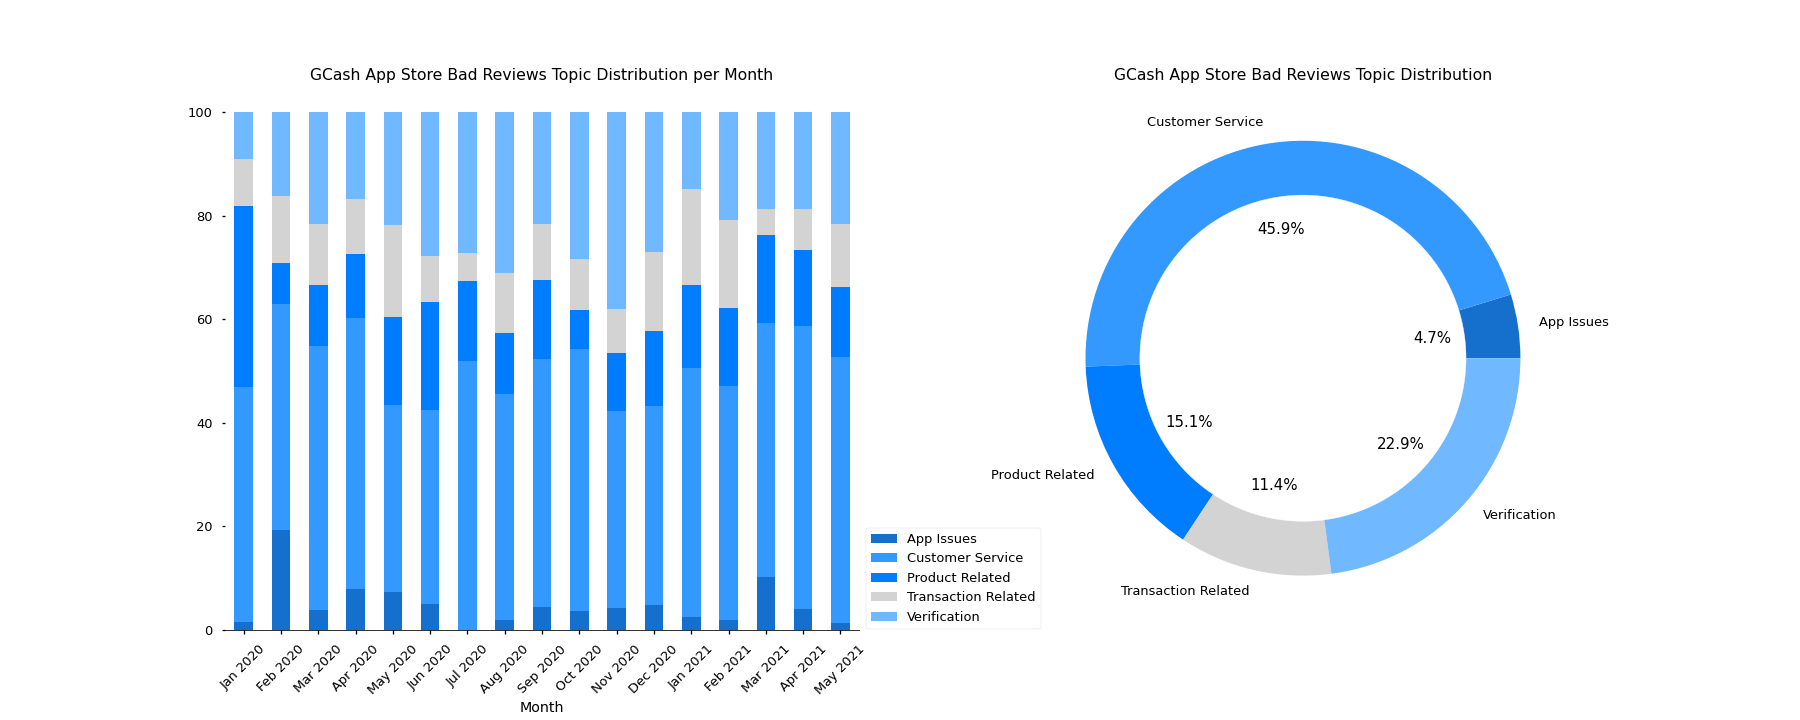 GCash App Store Bad Reviews Topic Distribution per Month
100
80
60
40
20
0
Jan 2020
Feb 2020
Mar 2020
Apr 2020
May 2020
Jun 2020
Jul 2020
Aug 2020
Sep 2020
Oct 2020
Nov 2020
Dec 2020
Jan 2021
Feb 2021
Mar 2021
Apr 2021
May 2021
Month
App Issues
Customer Service
Product Related
Transaction Related
Verification
GCash App Store Bad Reviews Topic Distribution
Customer Service
45.9%
App Issues
4.7%
15.1%
22.9%
Product Related
11.4%
Verification
Transaction Related